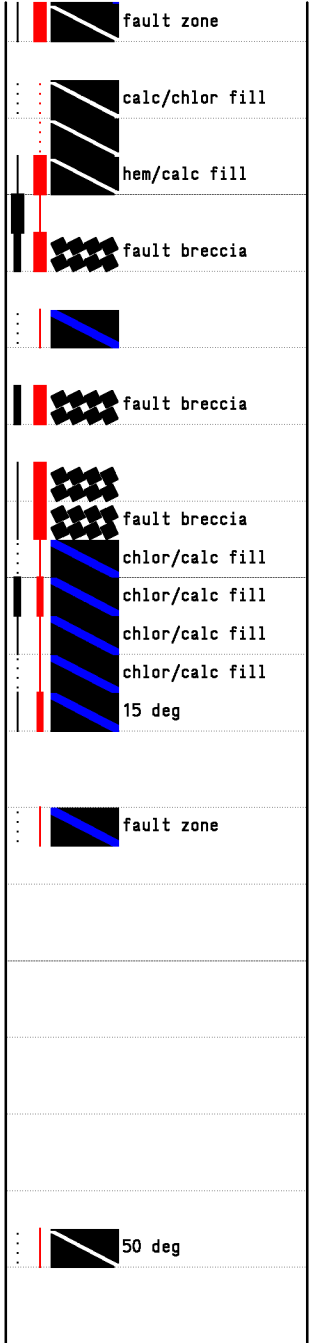 fault zone
calc/chlor fill
hem/calc fill
fault breccia
fault breccia
fault breccia
chlor/calc fill
chlor/calc fill
chlor/calc fill
chlor/calc fill
15 deg
fault zone
50 deg